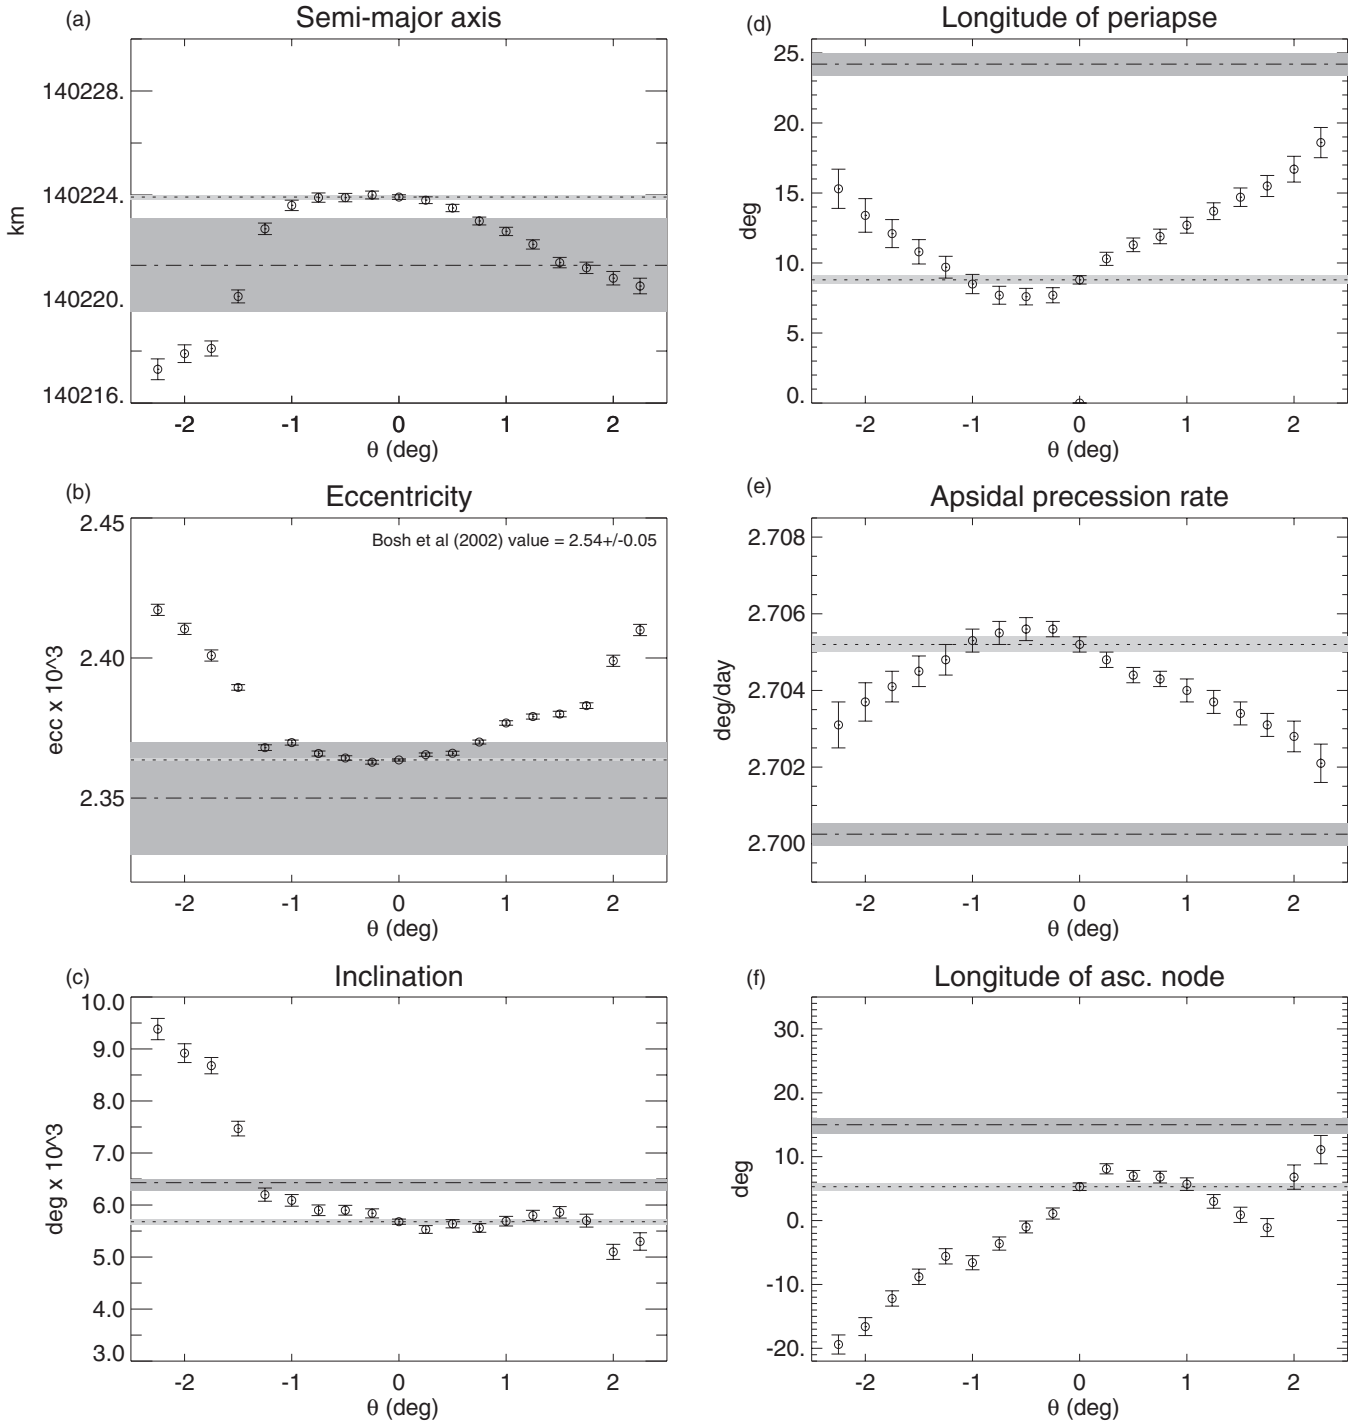 (a)
Semi-major axis
140228.
140224.
140220.
140216.
km
-2
-1
0
1
2
θ (deg)
(b)
Eccentricity
Bosh et al (2002) value = 2.54+/-0.05
2.45
2.40
2.35
ecc x 10^3
-2
-1
0
1
2
θ (deg)
(c)
Inclination
10.0
9.0
8.0
7.0
6.0
5.0
4.0
3.0
deg x 10^3
-2
-1
0
1
2
θ (deg)
(d)
Longitude of periapse
25.
20.
15.
10.
5.
0.
deg
-2
-1
0
1
2
θ (deg)
(e)
Apsidal precession rate
2.708
2.706
2.704
2.702
2.700
deg/day
-2
-1
0
1
2
θ (deg)
(f)
Longitude of asc. node
30.
20.
10.
0.
-10.
-20.
deg
-2
-1
0
1
2
θ (deg)